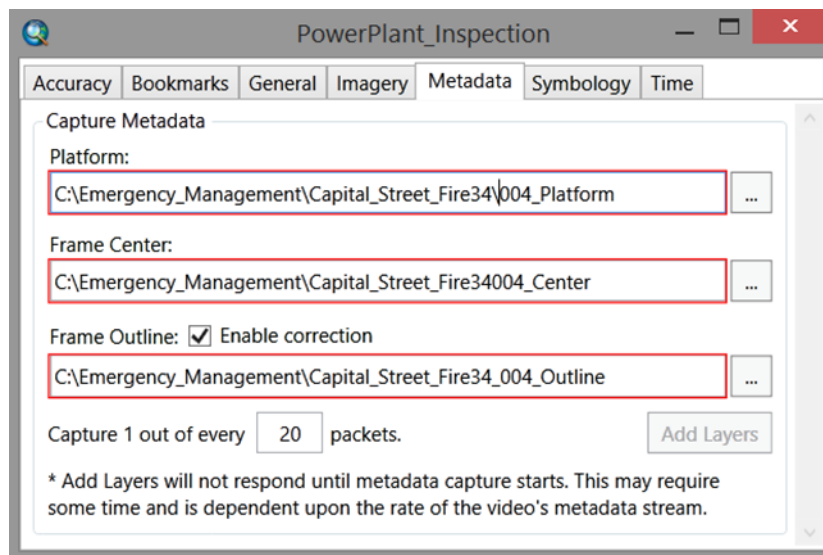 PowerPlant_Inspection
Accuracy Bookmarks General Imagery Metadata Symbology Time
Capture Metadata
Platform:
C:\Emergency_Management\Capital_Street_Fire34\004_Platform ...
Frame Center:
C:\Emergency_Management\Capital_Street_Fire34004_Center ...
Frame Outline: Enable correction
C:\Emergency_Management\Capital_Street_Fire34_004_Outline ...
Capture 1 out of every 20 packets. Add Layers
* Add Layers will not respond until metadata capture starts. This may require
some time and is dependent upon the rate of the video's metadata stream.